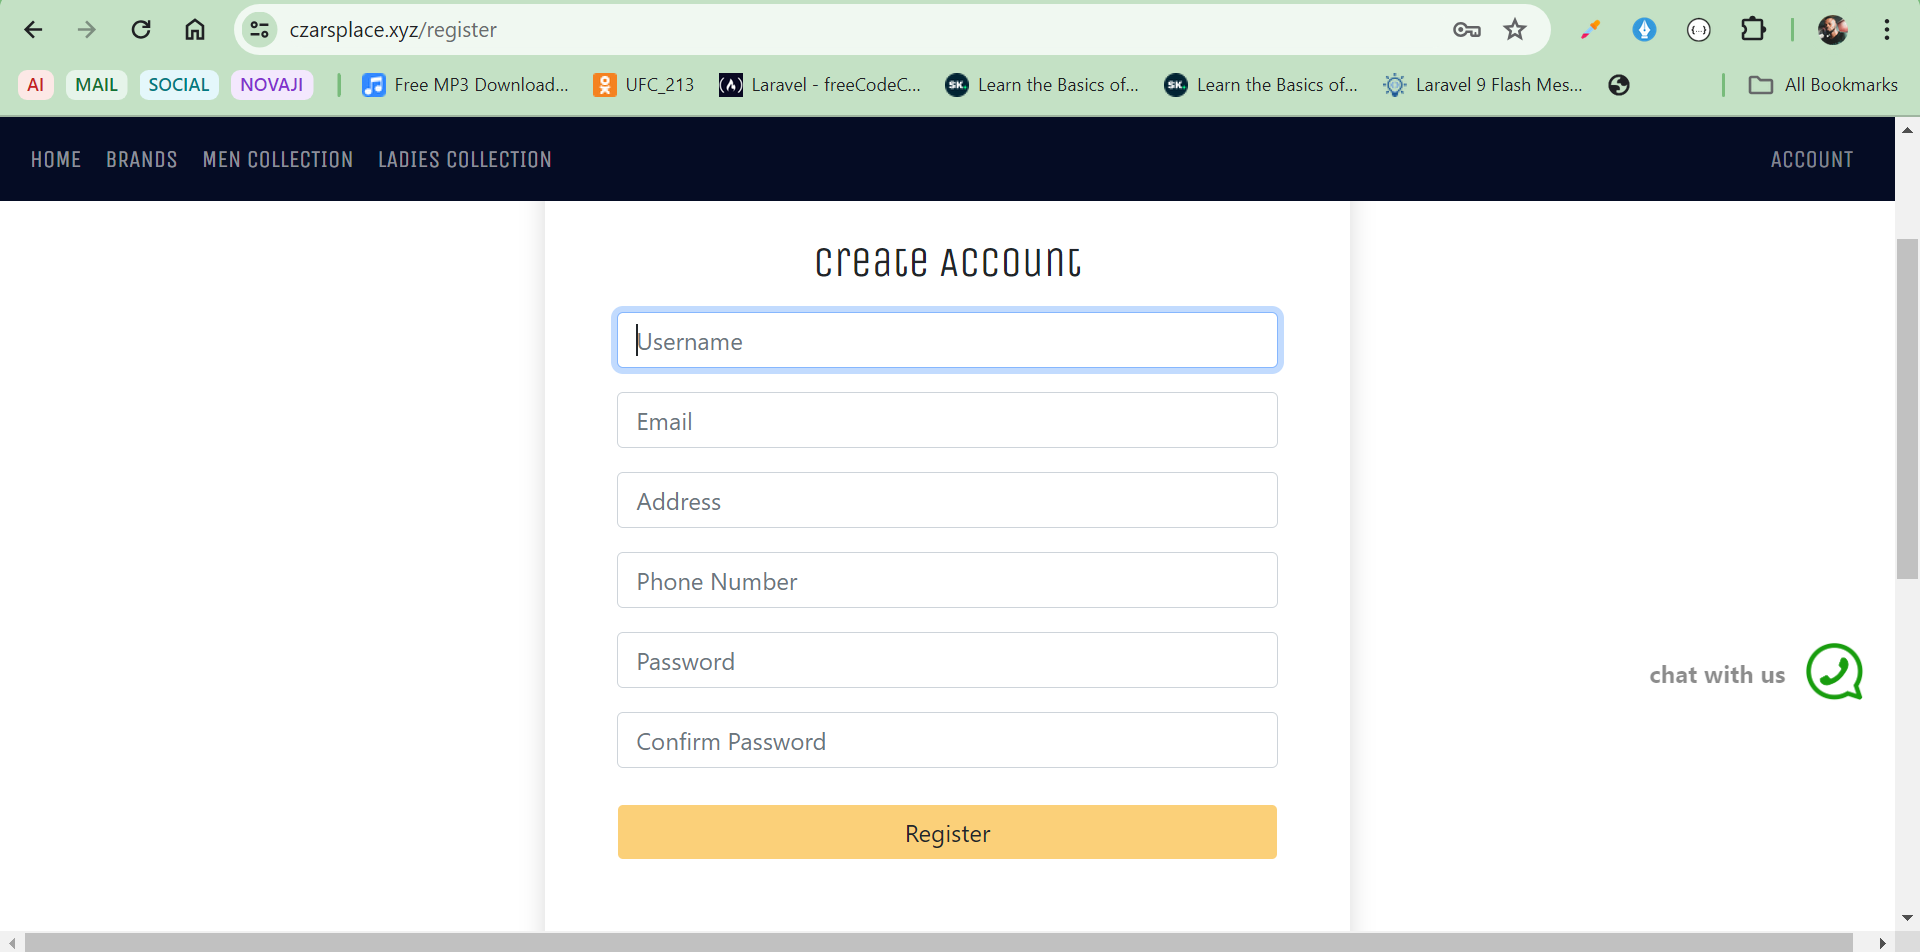 czarsplace.xyz/register
AI MAIL SOCIAL NOVAJI Free MP3 Download... UFC_213 Laravel - freeCodeC... SK. Learn the Basics of... SK. Learn the Basics of... Laravel 9 Flash Mes... All Bookmarks
HOME BRANDS MEN COLLECTION LADIES COLLECTION ACCOUNT
Create Account
Username
Email
Address
Phone Number
Password
chat with us
Confirm Password
Register